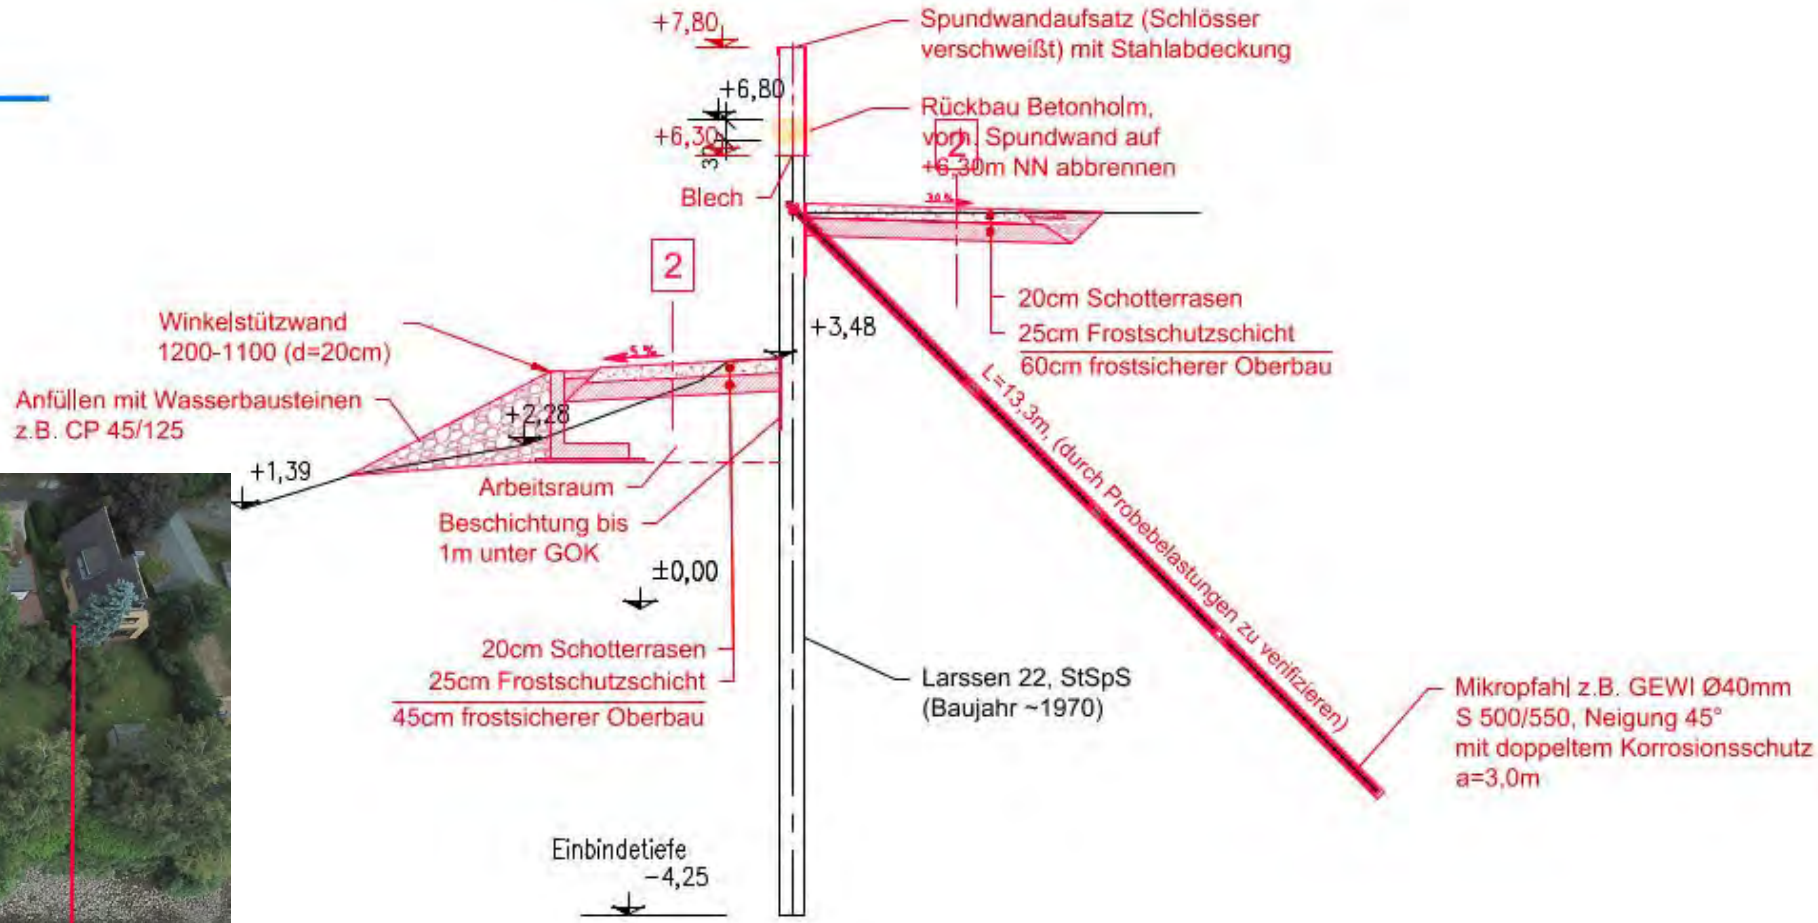 +7,80
Spundwandaufsatz (Schlösser
verschweißt) mit Stahlabdeckung
+6,80
+6,30
Rückbau Betonholm,
vorh. Spundwand auf
+6,30m NN abbrennen
2
Blech
2
20cm Schotterrasen
25cm Frostschutzschicht
60cm frostsicherer Oberbau
+3,48
Winkelstützwand
1200-1100 (d=20cm)
5 %
Anfüllen mit Wasserbausteinen
z.B. CP 45/125
+2,28
+1,39
L=13,3m, (durch Probebelastungen zu verifizieren)
Arbeitsraum
Beschichtung bis
1m unter GOK
±0,00
20cm Schotterrasen
25cm Frostschutzschicht
45cm frostsicherer Oberbau
Larssen 22, StSpS
(Baujahr ~1970)
Mikropfahl z.B. GEWI Ø40mm
S 500/550, Neigung 45°
mit doppeltem Korrosionsschutz
a=3,0m
Einbindetiefe
-4,25